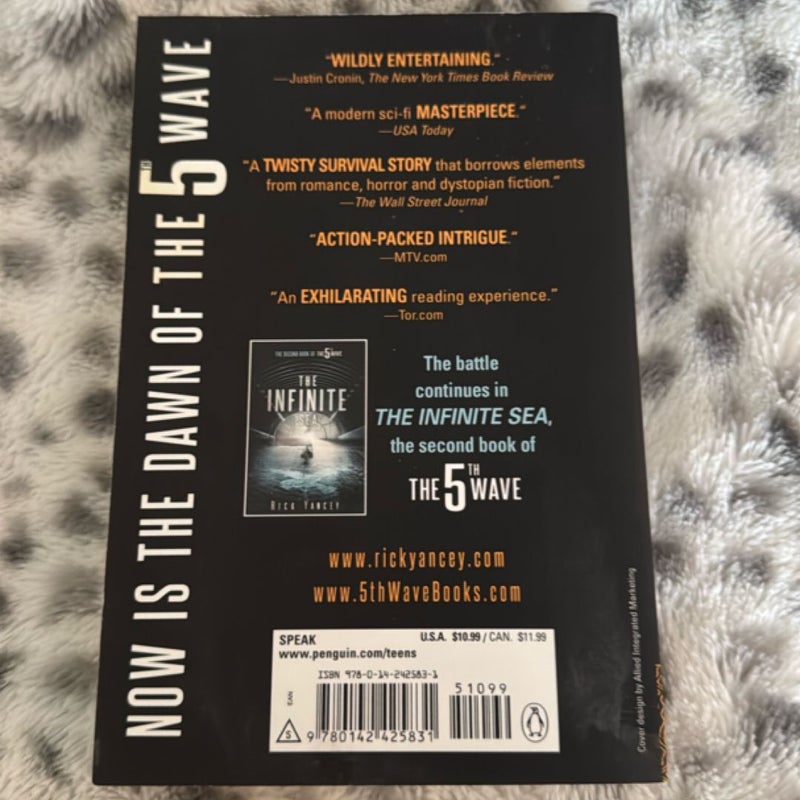 NOW IS THE DAWN OF THE 5TH WAVE
"WILDLY ENTERTAINING."
—Justin Cronin, The New York Times Book Review
"A modern sci-fi MASTERPIECE."
—USA Today
"A TWISTY SURVIVAL STORY that borrows elements
from romance, horror and dystopian fiction."
—The Wall Street Journal
"ACTION-PACKED INTRIGUE."
—MTV.com
"An EXHILARATING reading experience."
—Tor.com
THE SECOND BOOK OF THE 5TH WAVE
THE
INFINITE
SEA
RICK YANCEY
The battle
continues in
THE INFINITE SEA,
the second book of
THE 5TH WAVE
www.rickyancey.com
www.5thWaveBooks.com
SPEAK
U.S.A. $10.99 / CAN. $11.99
www.penguin.com/teens
ISBN 978-0-14-242583-1
51099
EAN
S
9 780142 425831
Cover design by Allied Integrated Marketing